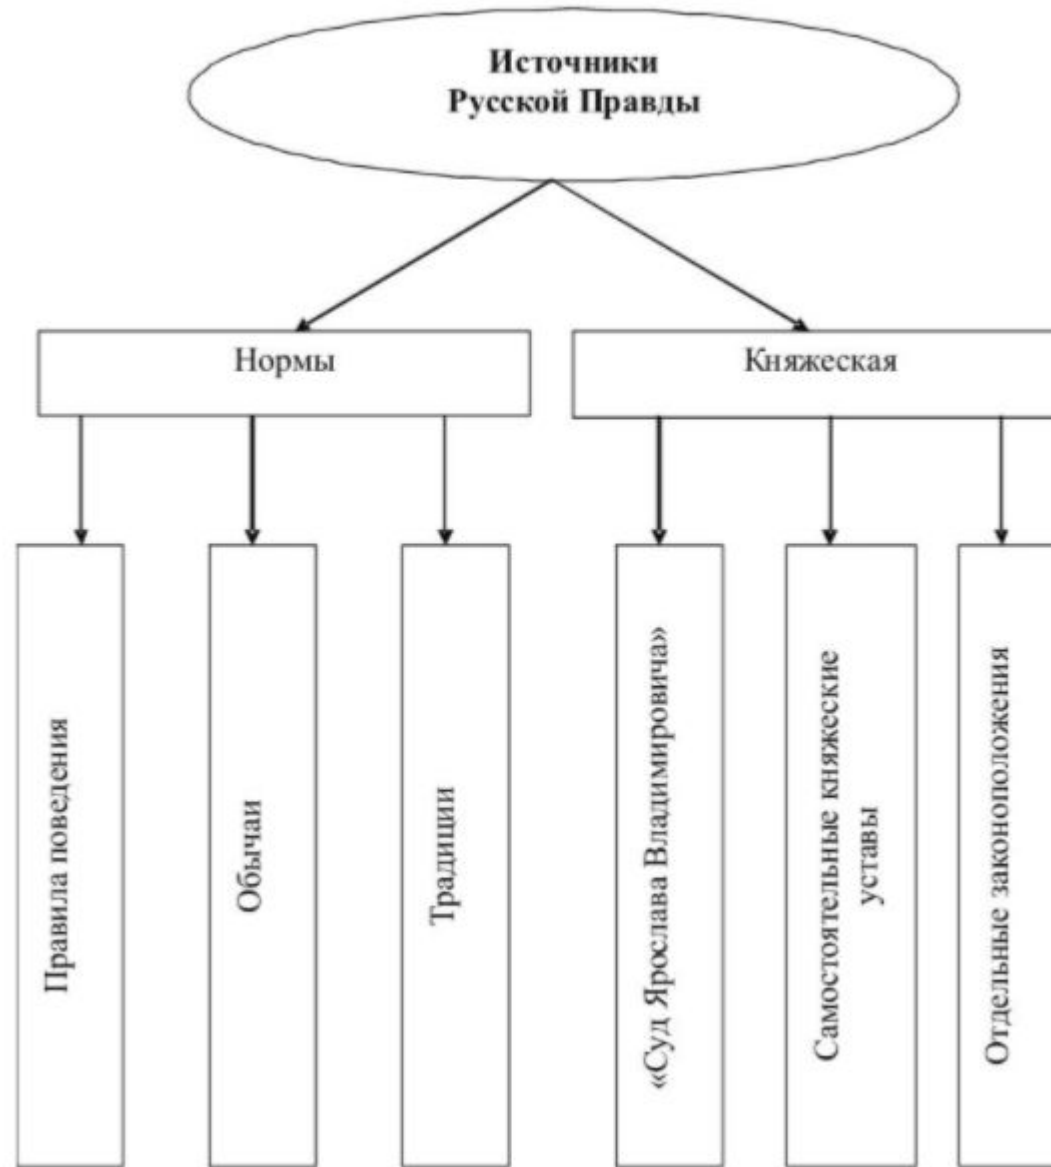 Источники
Русской Правды
Нормы
Княжеская
Правила поведения
Обычаи
Традиции
«Суд Ярослава Владимировича»
Самостоятельные княжеские
уставы
Отдельные законоположения